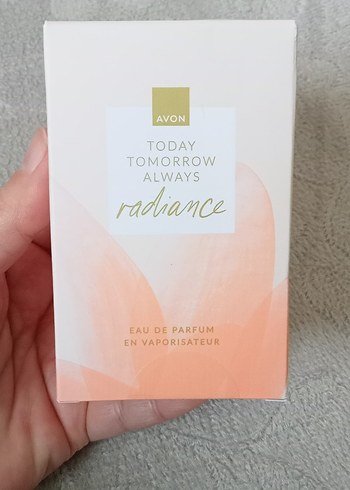 AVON
TODAY
TOMORROW
ALWAYS
radiance
EAU DE PARFUM
EN VAPORISATEUR